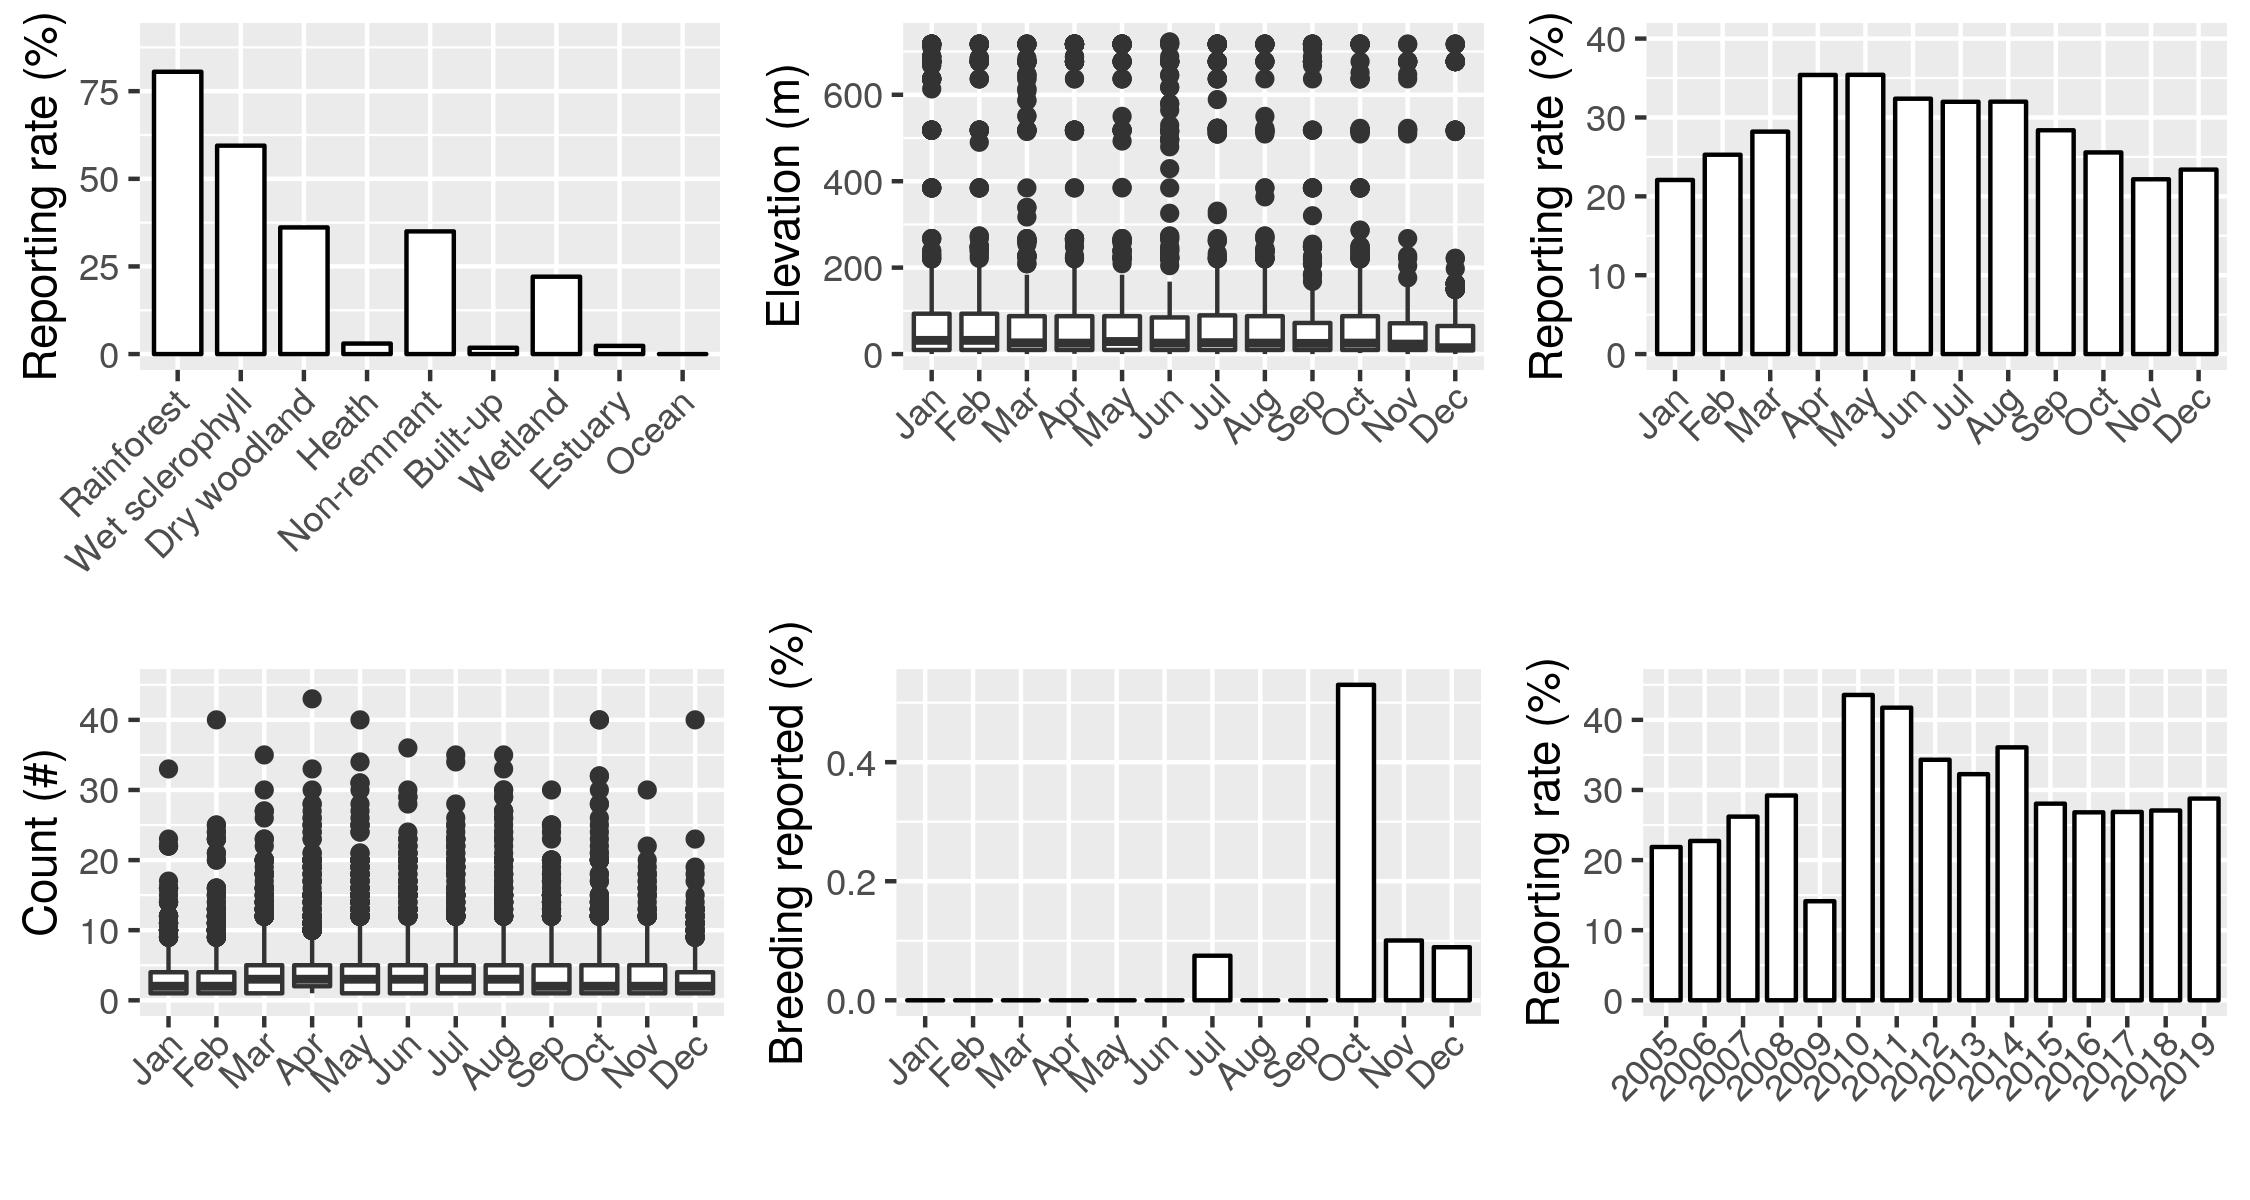 Reporting rate (%)
75
50
25
0
Rainforest
Wet sclerophyll
Dry woodland
Heath
Non-remnant
Built-up
Wetland
Estuary
Ocean
Elevation (m)
600
400
200
0
Jan
Feb
Mar
Apr
May
Jun
Jul
Aug
Sep
Oct
Nov
Dec
Reporting rate (%)
40
30
20
10
0
Jan
Feb
Mar
Apr
May
Jun
Jul
Aug
Sep
Oct
Nov
Dec
Count (#)
40
30
20
10
0
Jan
Feb
Mar
Apr
May
Jun
Jul
Aug
Sep
Oct
Nov
Dec
Breeding reported (%)
0.4
0.2
0.0
Jan
Feb
Mar
Apr
May
Jun
Jul
Aug
Sep
Oct
Nov
Dec
Reporting rate (%)
40
30
20
10
0
2005
2006
2007
2008
2009
2010
2011
2012
2013
2014
2015
2016
2017
2018
2019